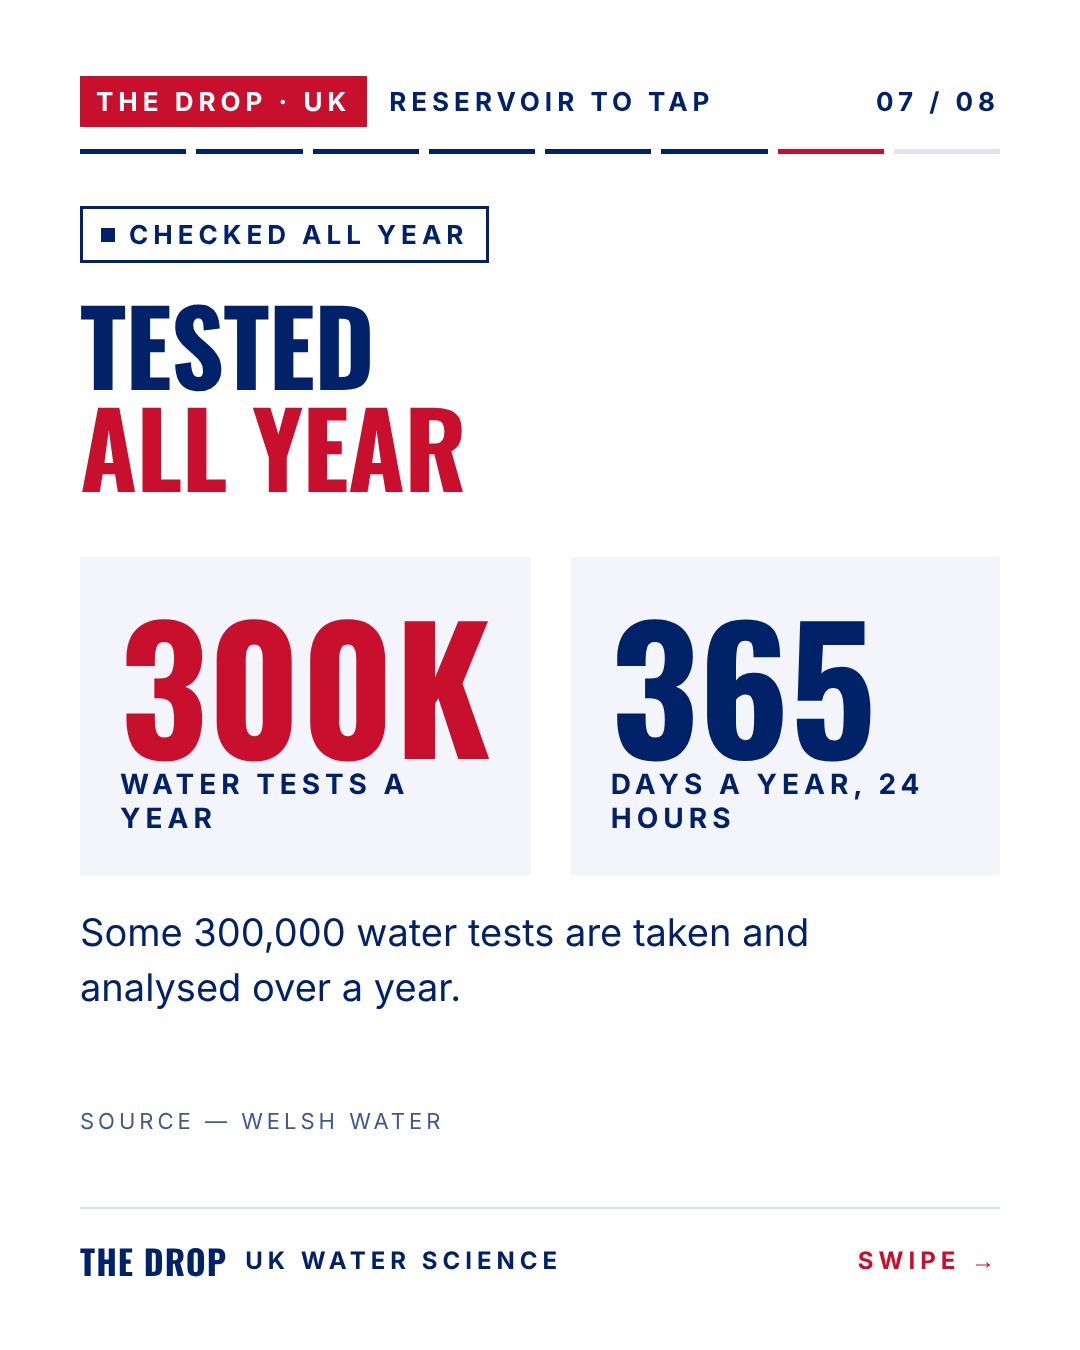 THE DROP · UK RESERVOIR TO TAP 07 / 08
CHECKED ALL YEAR
TESTED
ALL YEAR
300K
WATER TESTS A
YEAR
365
DAYS A YEAR, 24
HOURS
Some 300,000 water tests are taken and
analysed over a year.
SOURCE — WELSH WATER
THE DROP UK WATER SCIENCE SWIPE →